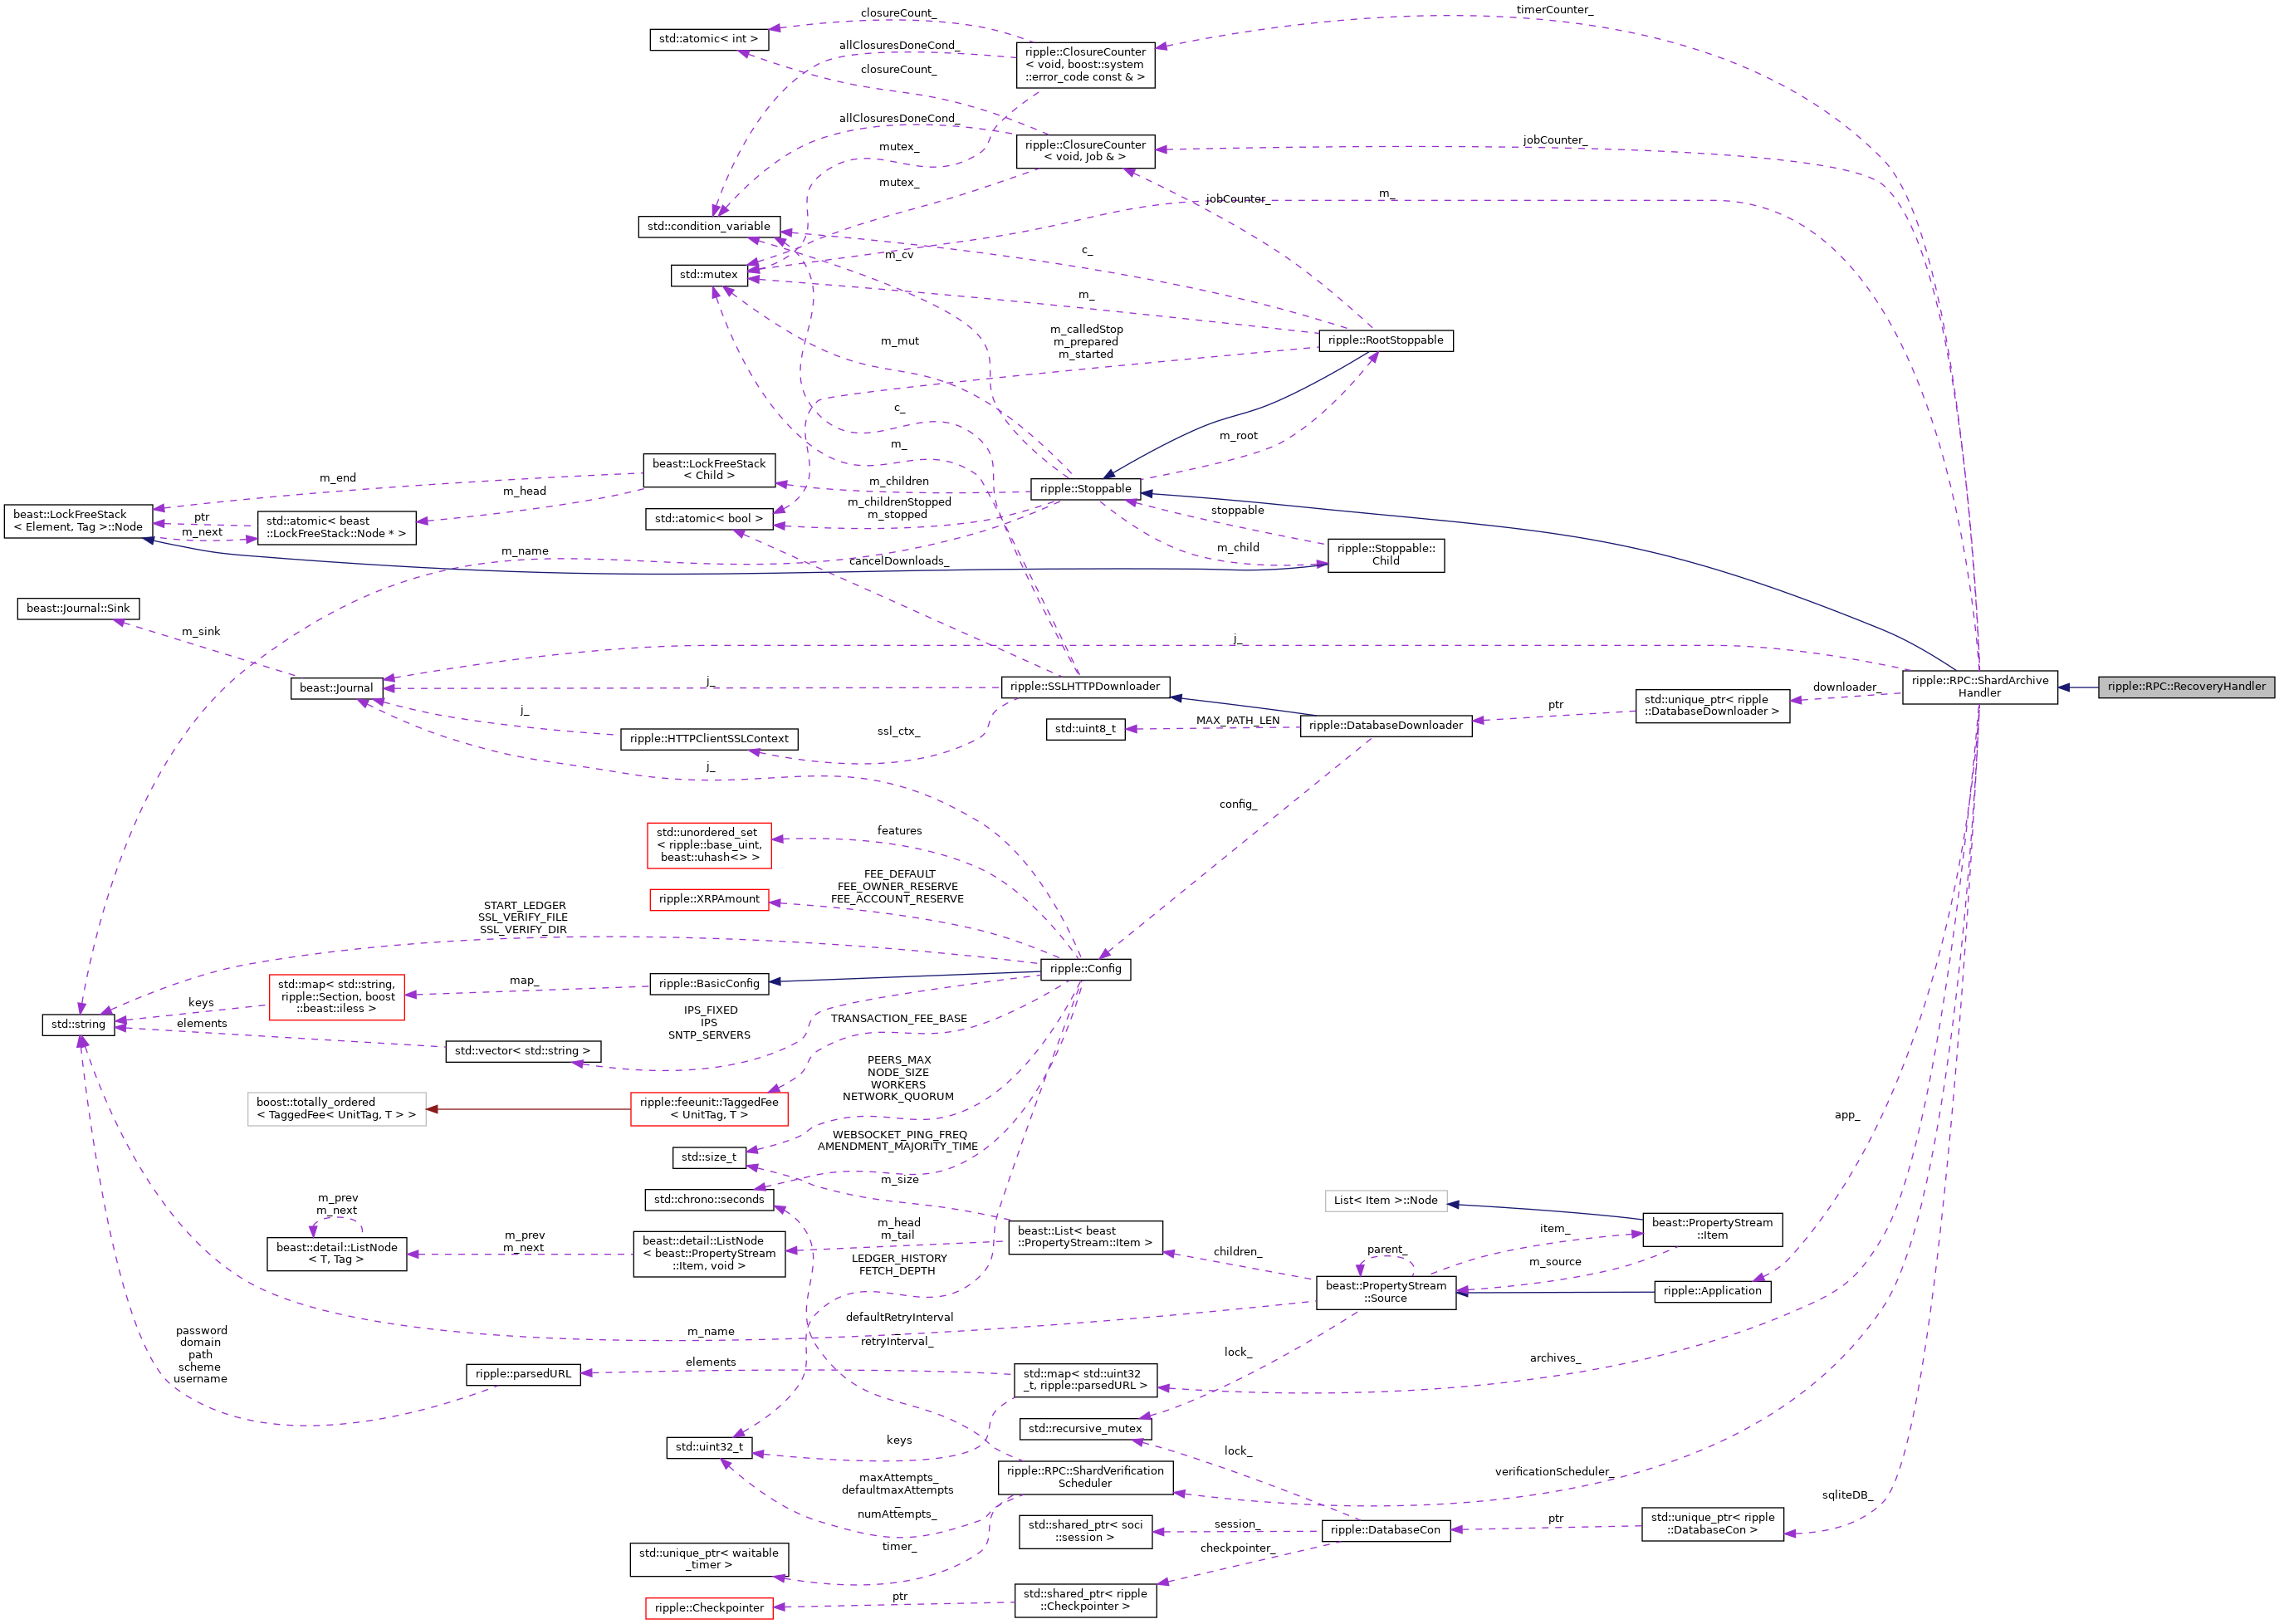 timerCounter_
closureCount_
std::atomic< int >
ripple::ClosureCounter
< void, boost::system
::error_code const & >
allClosuresDoneCond_
closureCount_
allClosuresDoneCond_
mutex_
ripple::ClosureCounter
< void, Job & >
jobCounter_
mutex_
jobCounter_
m_
std::condition_variable
c_
m_cv
std::mutex
m_
ripple::RootStoppable
m_calledStop
m_prepared
m_started
m_mut
c_
m_root
m_
beast::LockFreeStack
< Child >
m_end
m_head
m_children
ripple::Stoppable
beast::LockFreeStack
< Element, Tag >::Node
ptr
m_next
std::atomic< beast
::LockFreeStack::Node * >
std::atomic< bool >
m_childrenStopped
m_stopped
stoppable
m_child
ripple::Stoppable::
Child
m_name
cancelDownloads_
beast::Journal::Sink
m_sink
j_
beast::Journal
j_
ripple::SSLHTTPDownloader
ripple::RPC::ShardArchive
Handler
ripple::RPC::RecoveryHandler
downloader_
std::unique_ptr< ripple
::DatabaseDownloader >
ptr
ripple::DatabaseDownloader
MAX_PATH_LEN
std::uint8_t
j_
ripple::HTTPClientSSLContext
ssl_ctx_
j_
config_
std::unordered_set
< ripple::base_uint,
beast::uhash<> >
features
ripple::XRPAmount
FEE_DEFAULT
FEE_OWNER_RESERVE
FEE_ACCOUNT_RESERVE
START_LEDGER
SSL_VERIFY_FILE
SSL_VERIFY_DIR
ripple::Config
std::map< std::string,
ripple::Section, boost
::beast::iless >
map_
ripple::BasicConfig
keys
std::string
elements
IPS_FIXED
IPS
SNTP_SERVERS
TRANSACTION_FEE_BASE
std::vector< std::string >
PEERS_MAX
NODE_SIZE
WORKERS
NETWORK_QUORUM
boost::totally_ordered
< TaggedFee< UnitTag, T > >
ripple::feeunit::TaggedFee
< UnitTag, T >
app_
WEBSOCKET_PING_FREQ
AMENDMENT_MAJORITY_TIME
std::size_t
m_size
std::chrono::seconds
m_prev
m_next
List< Item >::Node
beast::PropertyStream
::Item
item_
m_head
m_tail
beast::List< beast
::PropertyStream::Item >
beast::detail::ListNode
< T, Tag >
m_prev
m_next
beast::detail::ListNode
< beast::PropertyStream
::Item, void >
children_
parent_
m_source
LEDGER_HISTORY
FETCH_DEPTH
beast::PropertyStream
::Source
ripple::Application
m_name
defaultRetryInterval
_
retryInterval_
password
domain
path
scheme
username
lock_
archives_
ripple::parsedURL
elements
std::map< std::uint32
_t, ripple::parsedURL >
std::recursive_mutex
keys
std::uint32_t
lock_
ripple::RPC::ShardVerification
Scheduler
verificationScheduler_
maxAttempts_
defaultmaxAttempts
_
numAttempts_
sqliteDB_
std::shared_ptr< soci
::session >
session_
ripple::DatabaseCon
ptr
std::unique_ptr< ripple
::DatabaseCon >
timer_
std::unique_ptr< waitable
_timer >
checkpointer_
ripple::Checkpointer
ptr
std::shared_ptr< ripple
::Checkpointer >